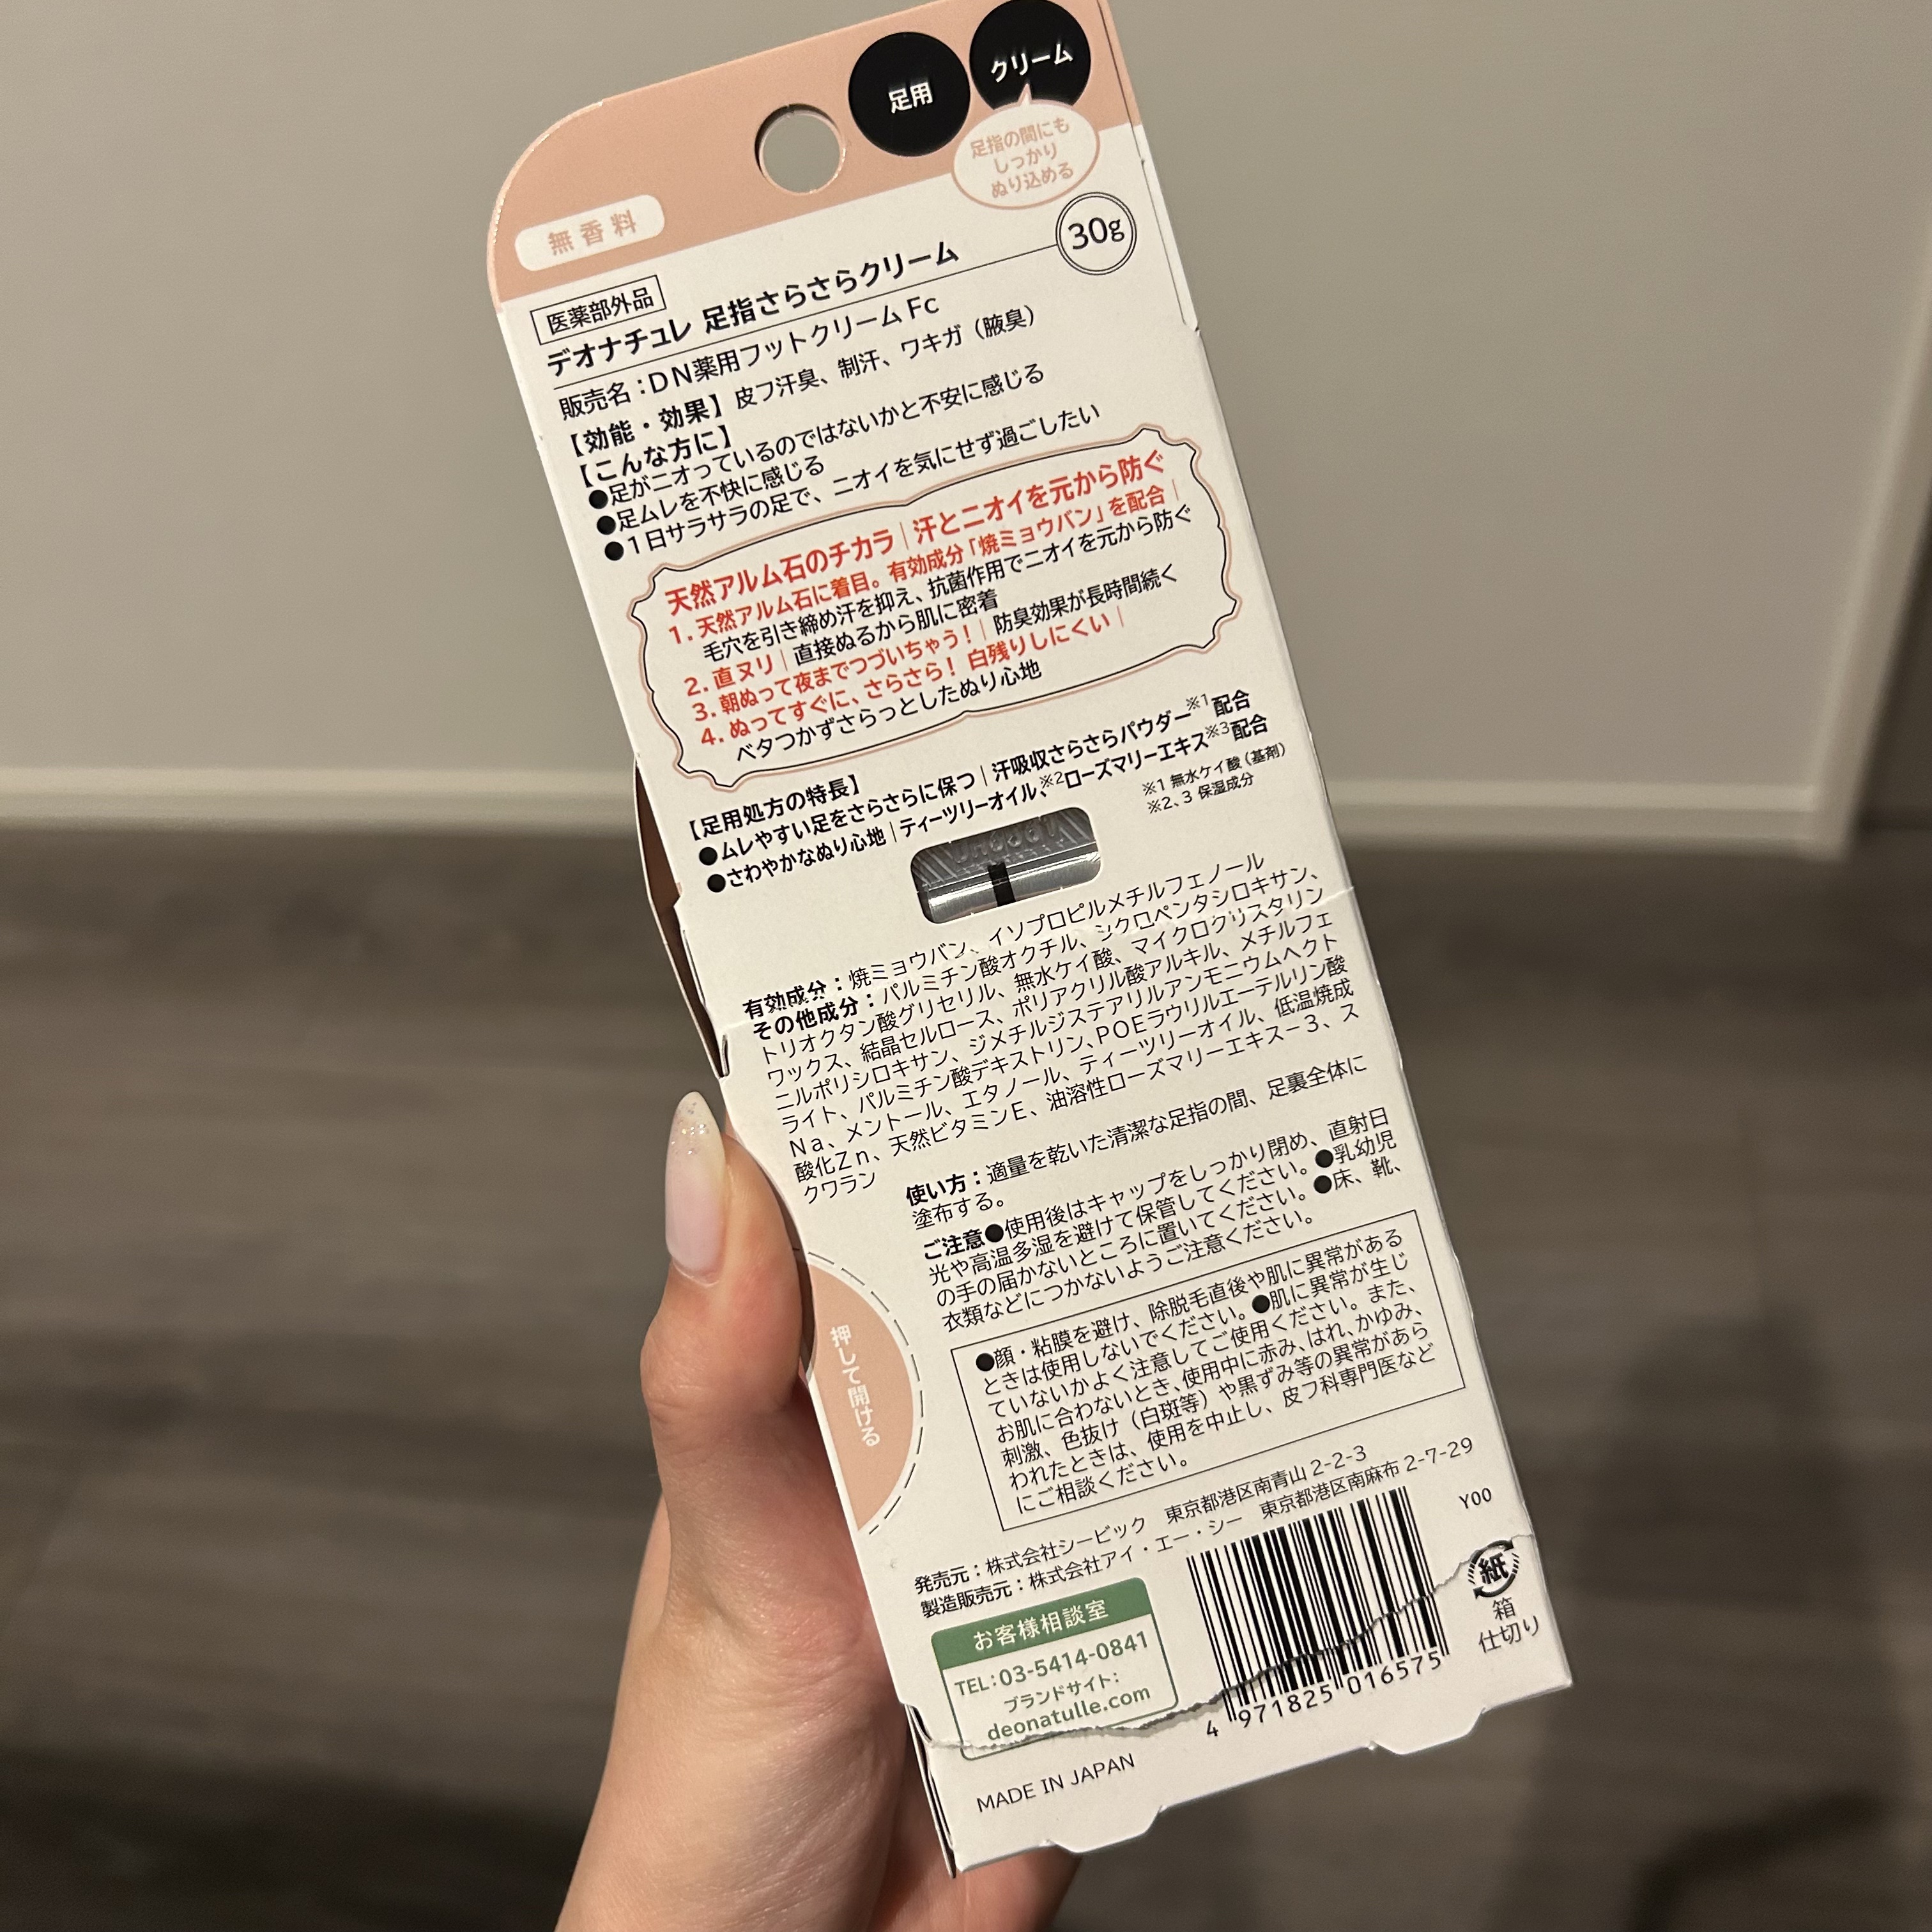 足用
クリーム
足指の間にも
しっかり
ぬり込める
無香料
30g
医薬部外品
デオナチュレ 足指さらさらクリーム
販売名：DN薬用フットクリームFc
【効能・効果】皮フ汗臭、制汗、ワキガ（腋臭）
【こんな方に】
●足がニオっているのではないかと不安に感じる
●足ムレを不快に感じる
●1日サラサラの足で、ニオイを気にせず過ごしたい
天然アルム石のチカラ｜汗とニオイを元から防ぐ
1. 天然アルム石に着目。有効成分「焼ミョウバン」を配合｜
毛穴を引き締め汗を抑え、抗菌作用でニオイを元から防ぐ
2. 直ヌリ｜直接ぬるから肌に密着
3. 朝ぬって夜までつづいちゃう！｜防臭効果が長時間続く
4. ぬってすぐに、さらさら！ 白残りしにくい｜
ベタつかずさらっとしたぬり心地
【足用処方の特長】
●ムレやすい足をさらさらに保つ｜汗吸収さらさらパウダー※1配合
●さわやかなぬり心地｜ティーツリーオイル、※2ローズマリーエキス※3配合
※1 無水ケイ酸（基剤）
※2、3 保湿成分
有効成分：焼ミョウバン、イソプロピルメチルフェノール
その他成分：パルミチン酸オクチル、シクロペンタシロキサン、
トリオクタン酸グリセリル、無水ケイ酸、マイクロクリスタリン
ワックス、結晶セルロース、ポリアクリル酸アルキル、メチルフェ
ニルポリシロキサン、ジメチルジステアリルアンモニウムヘクト
ライト、パルミチン酸デキストリン、POEラウリルエーテルリン酸
Na、メントール、エタノール、ティーツリーオイル、低温焼成
酸化Zn、天然ビタミンE、油溶性ローズマリーエキス－3、ス
クワラン
使い方：適量を乾いた清潔な足指の間、足裏全体に
塗布する。
ご注意●使用後はキャップをしっかり閉め、直射日
光や高温多湿を避けて保管してください。●乳幼児
の手の届かないところに置いてください。●床、靴、
衣類などにつかないようご注意ください。
●顔・粘膜を避け、除脱毛直後や肌に異常がある
ときは使用しないでください。●肌に異常が生じ
ていないかよく注意してご使用ください。また、
お肌に合わないとき、使用中に赤み、はれ、かゆみ、
刺激、色抜け（白斑等）や黒ずみ等の異常があら
われたときは、使用を中止し、皮フ科専門医など
にご相談ください。
押して開ける
発売元：株式会社シービック 東京都港区南青山 2-2-3
製造販売元：株式会社アイ・エー・シー 東京都港区南麻布 2-7-29
お客様相談室
TEL：03-5414-0841
ブランドサイト：
deonatulle.com
4 971825 016575
Y00
紙
箱
仕切り
MADE IN JAPAN